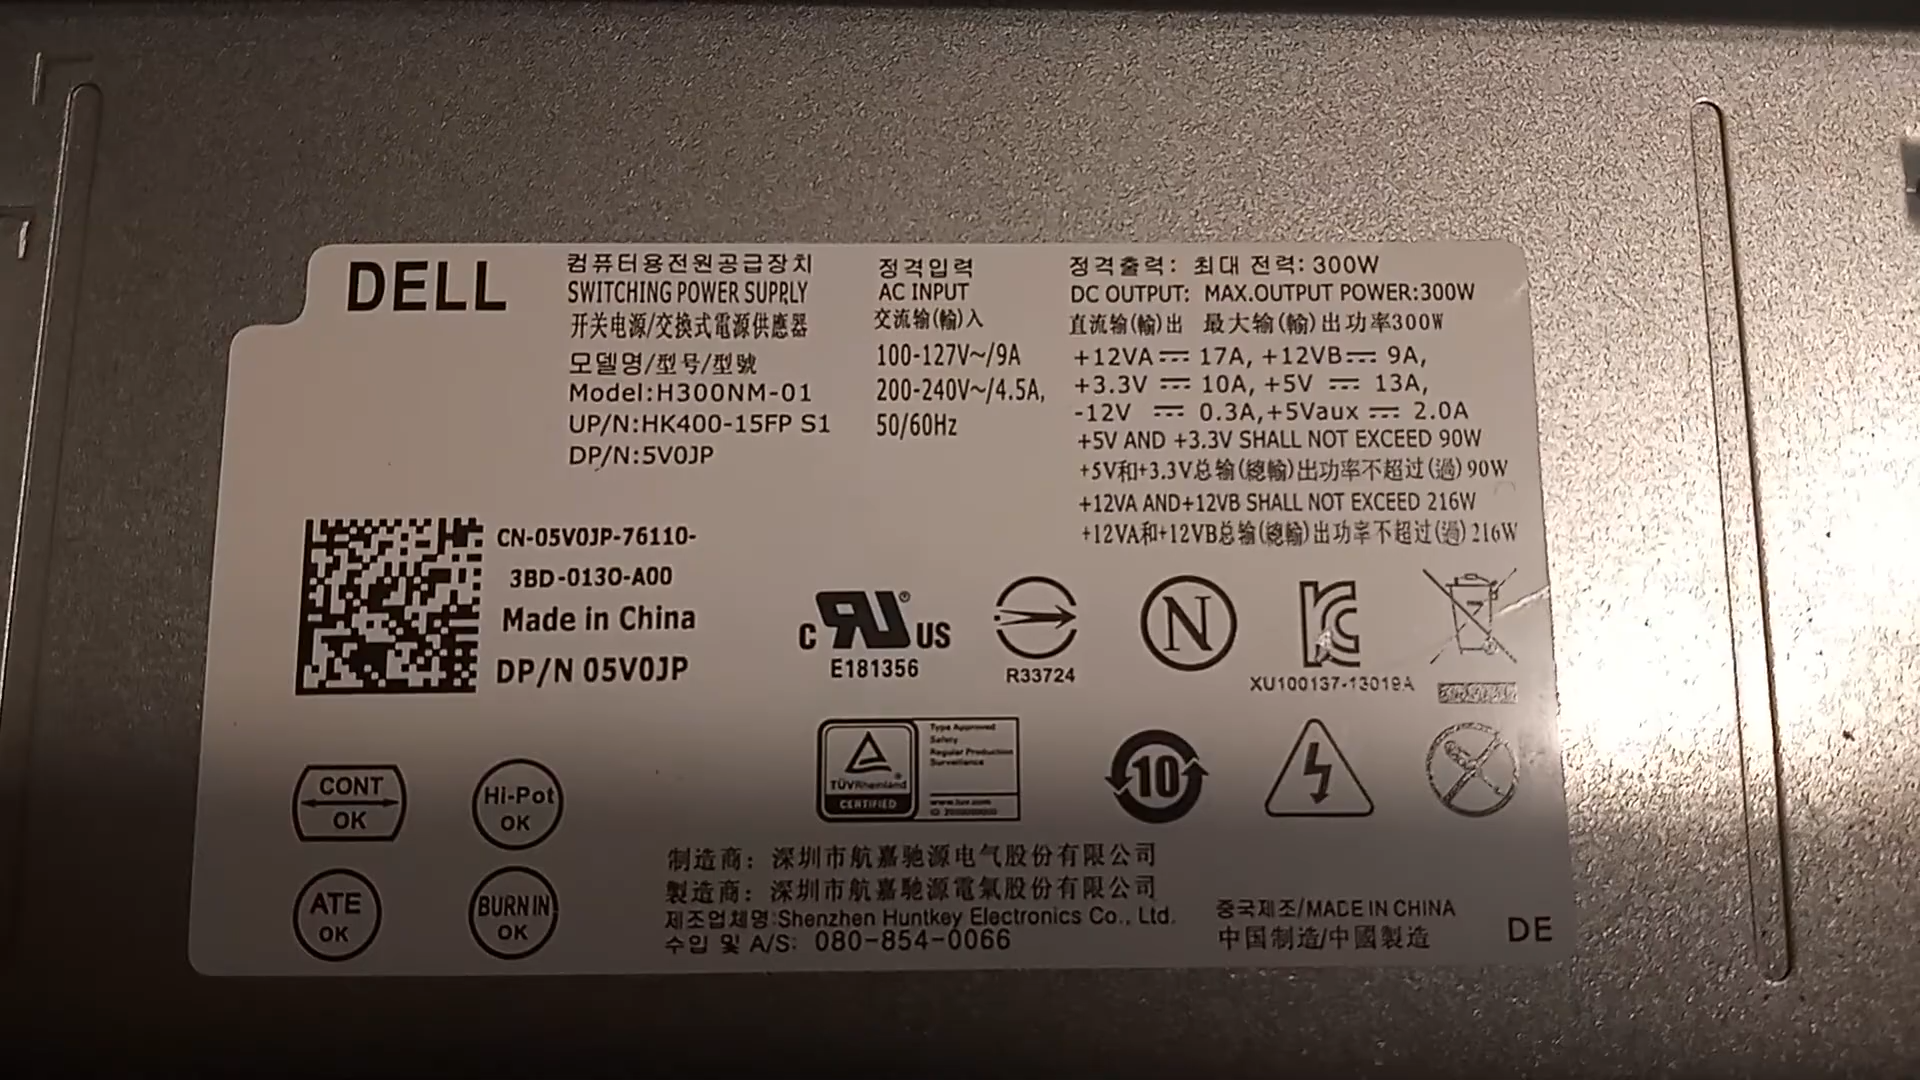 DELL
컴퓨터용전원공급장치
SWITCHING POWER SUPPLY
开关电源/交換式電源供應器
모델명/型号/型號
Model:H300NM-01
UP/N:HK400-15FP S1
DP/N:5V0JP
정격입력
AC INPUT
交流输(輸)入
100-127V~/9A
200-240V~/4.5A,
50/60Hz
정격출력: 최대 전력: 300W
DC OUTPUT: MAX.OUTPUT POWER:300W
直流输(輸)出 最大输(輸)出功率300W
+12VA⎓ 17A, +12VB⎓ 9A,
+3.3V ⎓ 10A, +5V ⎓ 13A,
-12V ⎓ 0.3A,+5Vaux ⎓ 2.0A
+5V AND +3.3V SHALL NOT EXCEED 90W
+5V和+3.3V总输(總輸)出功率不超过(過)90W
+12VA AND+12VB SHALL NOT EXCEED 216W
+12VA和+12VB总输(總輸)出功率不超过(過)216W
CN-05V0JP-76110-
3BD-013O-A00
Made in China
DP/N 05V0JP
C RU ® US
E181356
R33724
N
KC
XU100137-13019A
CONT
OK
Hi-Pot
OK
ATE
OK
BURN IN
OK
TÜVRheinland ®
CERTIFIED
Type Approved
Safety
Regular Production
Surveillance
www.tuv.com
10
制造商: 深圳市航嘉驰源电气股份有限公司
製造商: 深圳市航嘉馳源電氣股份有限公司
제조업체명:Shenzhen Huntkey Electronics Co., Ltd.
수입 및 A/S: 080-854-0066
중국제조/MADE IN CHINA
中国制造/中國製造
DE